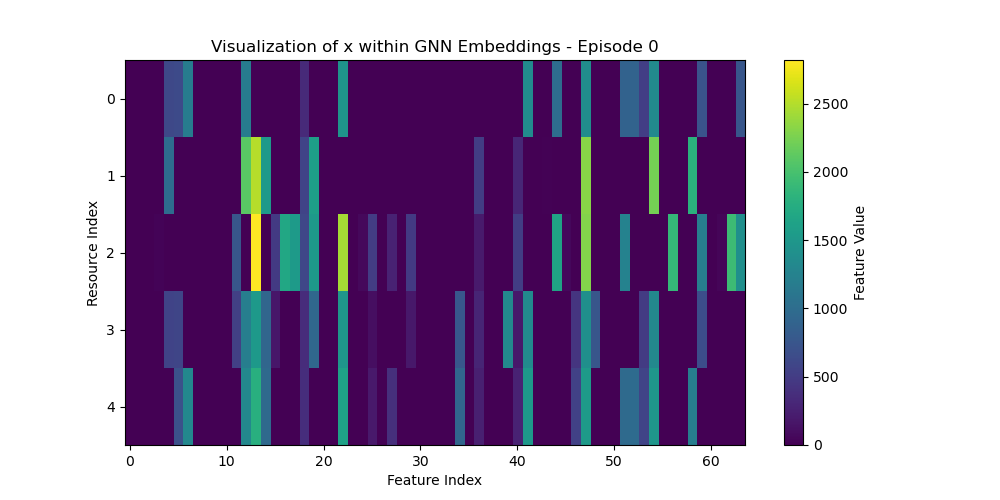 Visualization of x within GNN Embeddings - Episode 0
0
1
2
3
4
Resource Index
0 10 20 30 40 50 60
Feature Index
2500
2000
1500
1000
500
0
Feature Value